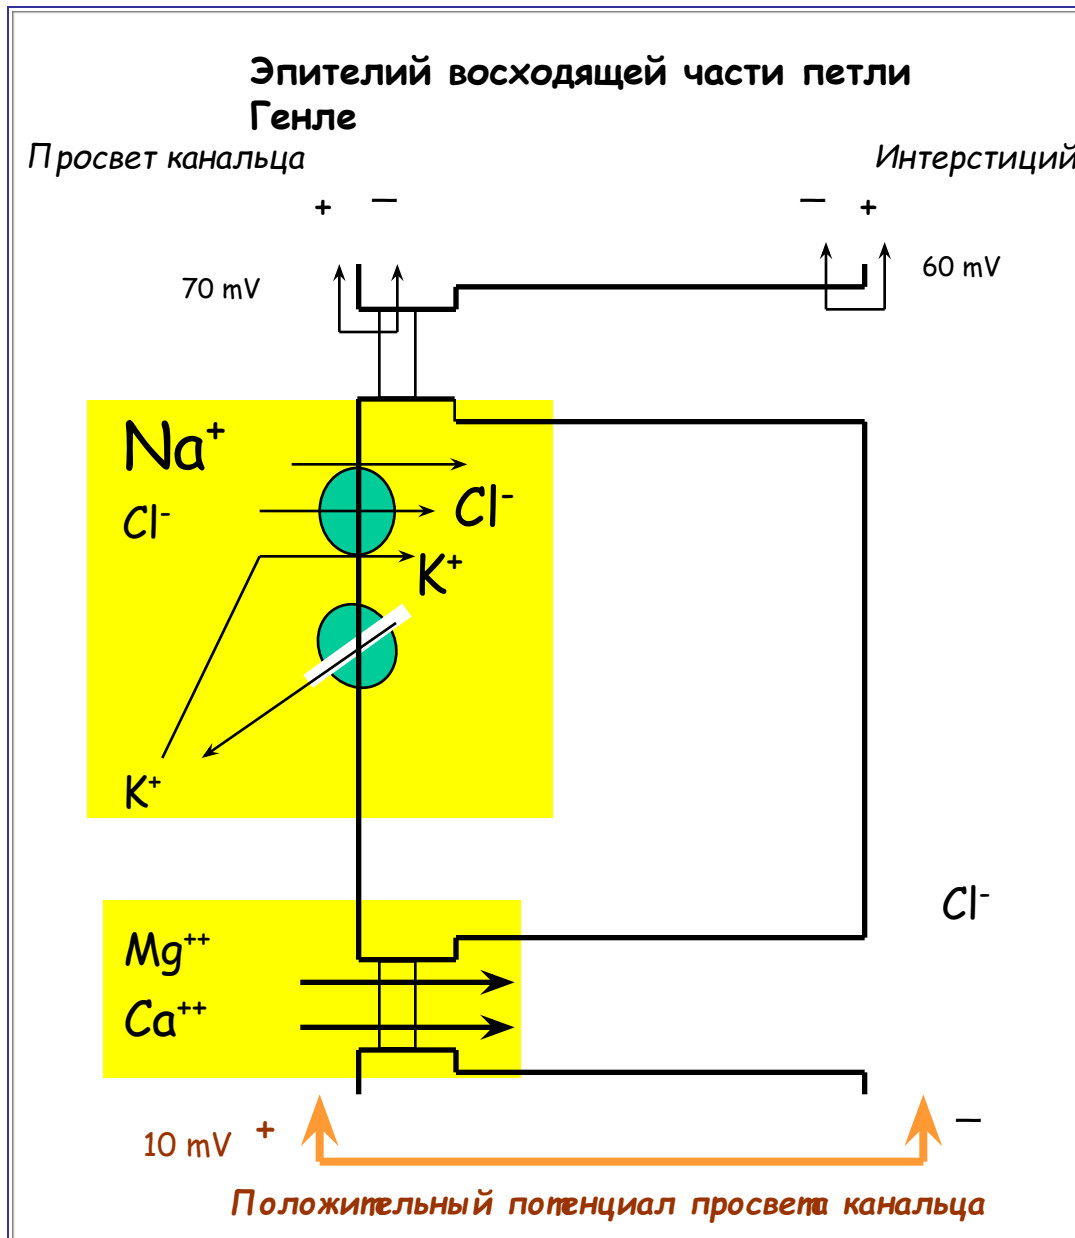 Эпителий восходящей части петли
Генле
Просвет канальца
Интерстиций
+ − − +
70 mV
60 mV
Na⁺
Cl⁻
Cl⁻
K⁺
K⁺
Cl⁻
Mg⁺⁺
Ca⁺⁺
10 mV + −
Положительный потенциал просвета канальца